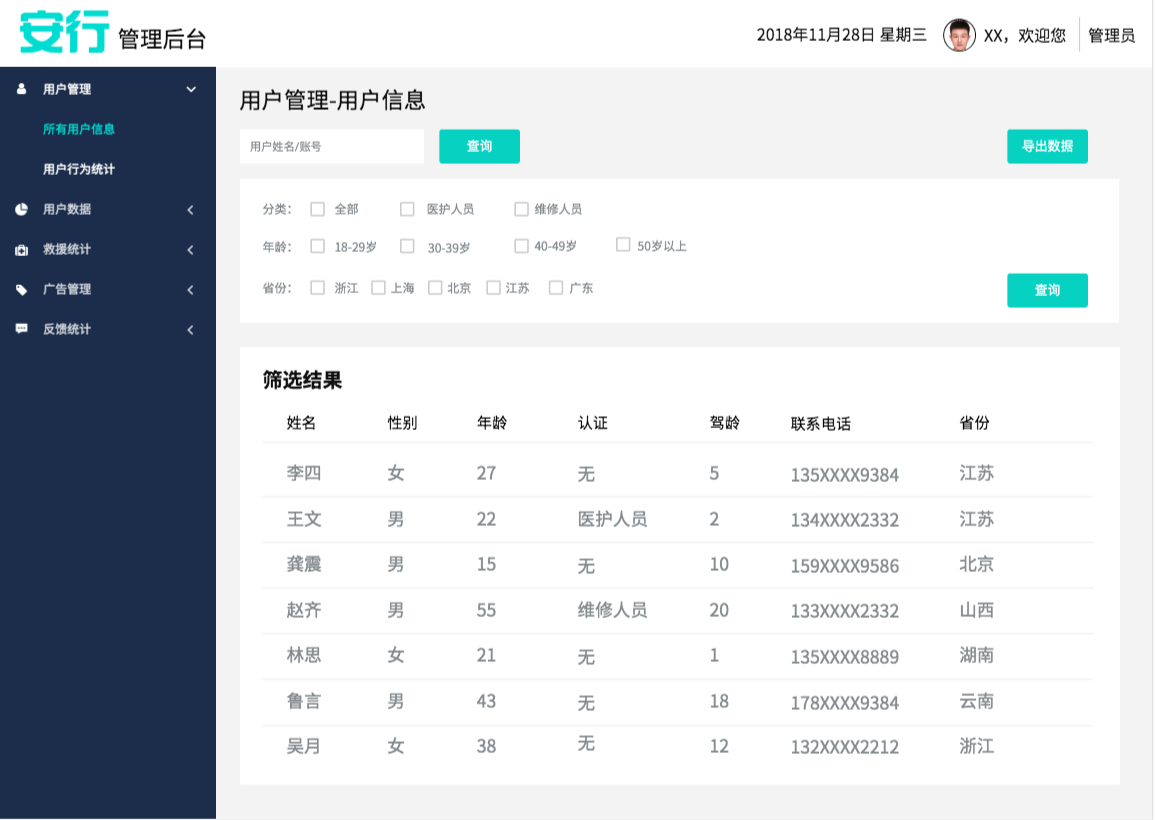 安行 管理后台 2018年11月28日 星期三 XX，欢迎您 管理员
用户管理
所有用户信息
用户行为统计
用户数据
救援统计
广告管理
反馈统计
用户管理-用户信息
用户姓名/账号 查询 导出数据
分类： 全部 医护人员 维修人员
年龄： 18-29岁 30-39岁 40-49岁 50岁以上
省份： 浙江 上海 北京 江苏 广东 查询
筛选结果
姓名 性别 年龄 认证 驾龄 联系电话 省份
李四 女 27 无 5 135XXXX9384 江苏
王文 男 22 医护人员 2 134XXXX2332 江苏
龚震 男 15 无 10 159XXXX9586 北京
赵齐 男 55 维修人员 20 133XXXX2332 山西
林思 女 21 无 1 135XXXX8889 湖南
鲁言 男 43 无 18 178XXXX9384 云南
吴月 女 38 无 12 132XXXX2212 浙江